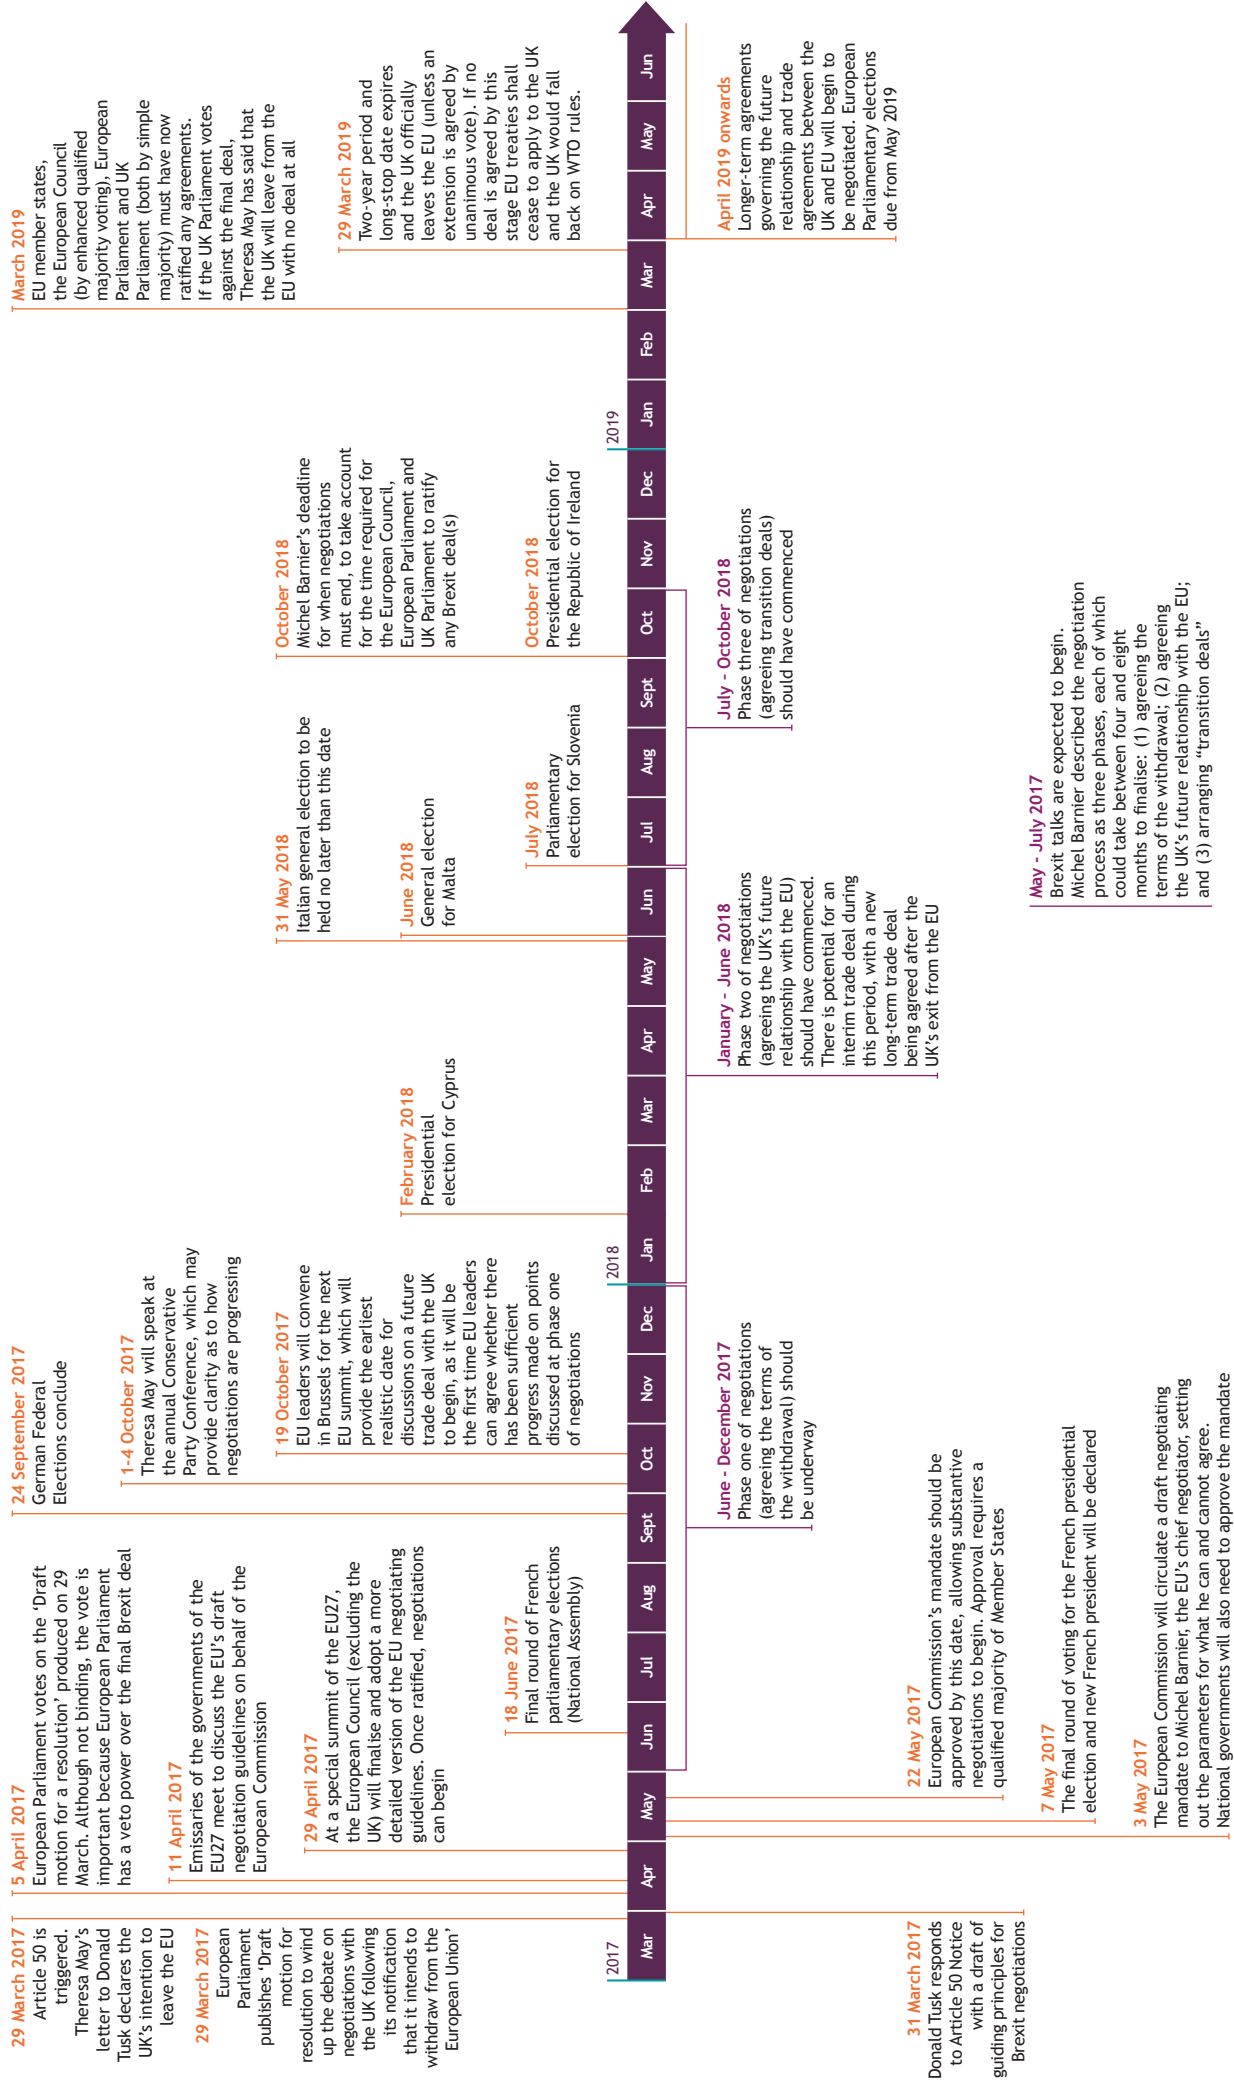 29 March 2017
Article 50 is
triggered.
Theresa May’s
letter to Donald
Tusk declares the
UK’s intention to
leave the EU
29 March 2017
European
Parliament
publishes ‘Draft
motion for
resolution to wind
up the debate on
negotiations with
the UK following
its notification
that it intends to
withdraw from the
European Union’
5 April 2017
European Parliament votes on the ‘Draft
motion for a resolution’ produced on 29
March. Although not binding, the vote is
important because European Parliament
has a veto power over the final Brexit deal
11 April 2017
Emissaries of the governments of the
EU27 meet to discuss the EU’s draft
negotiation guidelines on behalf of the
European Commission
29 April 2017
At a special summit of the EU27,
the European Council (excluding the
UK) will finalise and adopt a more
detailed version of the EU negotiating
guidelines. Once ratified, negotiations
can begin
18 June 2017
Final round of French
parliamentary elections
(National Assembly)
24 September 2017
German Federal
Elections conclude
1-4 October 2017
Theresa May will speak at
the annual Conservative
Party Conference, which may
provide clarity as to how
negotiations are progressing
19 October 2017
EU leaders will convene
in Brussels for the next
EU summit, which will
provide the earliest
realistic date for
discussions on a future
trade deal with the UK
to begin, as it will be
the first time EU leaders
can agree whether there
has been sufficient
progress made on points
discussed at phase one
of negotiations
February 2018
Presidential
election for Cyprus
31 May 2018
Italian general election to be
held no later than this date
June 2018
General election
for Malta
July 2018
Parliamentary
election for Slovenia
October 2018
Michel Barnier’s deadline
for when negotiations
must end, to take account
for the time required for
the European Council,
European Parliament and
UK Parliament to ratify
any Brexit deal(s)
October 2018
Presidential election for
the Republic of Ireland
March 2019
EU member states,
the European Council
(by enhanced qualified
majority voting), European
Parliament and UK
Parliament (both by simple
majority) must have now
ratified any agreements.
If the UK Parliament votes
against the final deal,
Theresa May has said that
the UK will leave from the
EU with no deal at all
29 March 2019
Two-year period and
long-stop date expires
and the UK officially
leaves the EU (unless an
extension is agreed by
unanimous vote). If no
deal is agreed by this
stage EU treaties shall
cease to apply to the UK
and the UK would fall
back on WTO rules.
2017
2018
2019
Mar
Apr
May
Jun
Jul
Aug
Sept
Oct
Nov
Dec
Jan
Feb
Mar
Apr
May
Jun
Jul
Aug
Sept
Oct
Nov
Dec
Jan
Feb
Mar
Apr
May
Jun
31 March 2017
Donald Tusk responds
to Article 50 Notice
with a draft of
guiding principles for
Brexit negotiations
22 May 2017
European Commission’s mandate should be
approved by this date, allowing substantive
negotiations to begin. Approval requires a
qualified majority of Member States
7 May 2017
The final round of voting for the French presidential
election and new French president will be declared
3 May 2017
The European Commission will circulate a draft negotiating
mandate to Michel Barnier, the EU’s chief negotiator, setting
out the parameters for what he can and cannot agree.
National governments will also need to approve the mandate
June - December 2017
Phase one of negotiations
(agreeing the terms of
the withdrawal) should
be underway
January - June 2018
Phase two of negotiations
(agreeing the UK’s future
relationship with the EU)
should have commenced.
There is potential for an
interim trade deal during
this period, with a new
long-term trade deal
being agreed after the
UK’s exit from the EU
May - July 2017
Brexit talks are expected to begin.
Michel Barnier described the negotiation
process as three phases, each of which
could take between four and eight
months to finalise: (1) agreeing the
terms of the withdrawal; (2) agreeing
the UK’s future relationship with the EU;
and (3) arranging “transition deals”
July - October 2018
Phase three of negotiations
(agreeing transition deals)
should have commenced
April 2019 onwards
Longer-term agreements
governing the future
relationship and trade
agreements between the
UK and EU will begin to
be negotiated. European
Parliamentary elections
due from May 2019